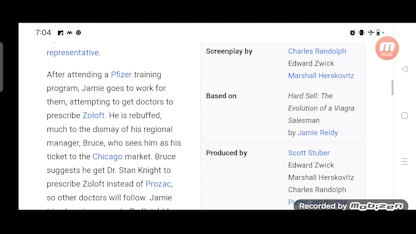 7:04
representative.
After attending a Pfizer training
program, Jamie goes to work for
them, attempting to get doctors to
prescribe Zoloft. He is rebuffed,
much to the dismay of his regional
manager, Bruce, who sees him as his
ticket to the Chicago market. Bruce
suggests he get Dr. Stan Knight to
prescribe Zoloft instead of Prozac,
so other doctors will follow. Jamie
Screenplay by
Charles Randolph
Edward Zwick
Marshall Herskovitz
Based on
Hard Sell: The
Evolution of a Viagra
Salesman
by Jamie Reidy
Produced by
Scott Stuber
Edward Zwick
Marshall Herskovitz
Charles Randolph
Recorded by
Mobizen